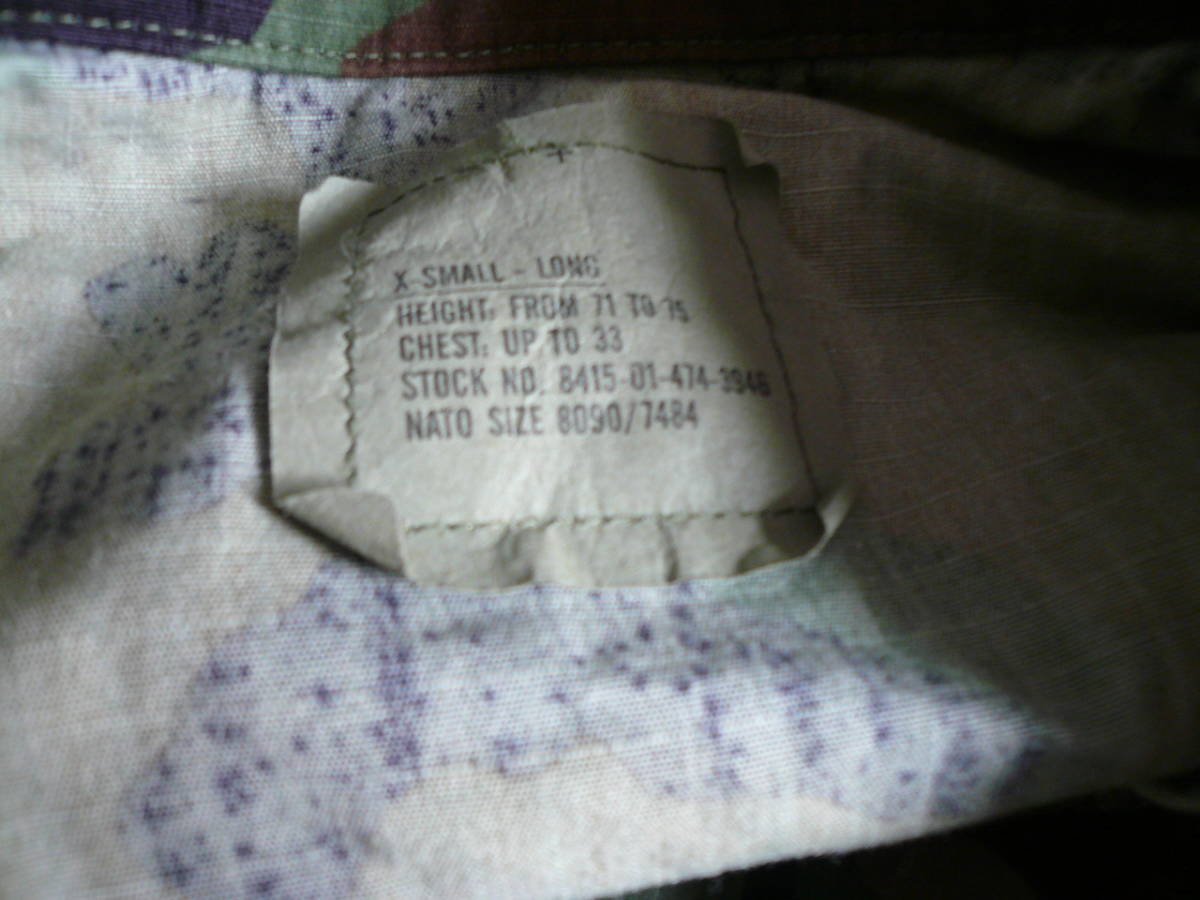 X-SMALL - LONG
HEIGHT: FROM 71 TO 75
CHEST: UP TO 33
STOCK NO. 8415-01-474-3946
NATO SIZE 8090/7484